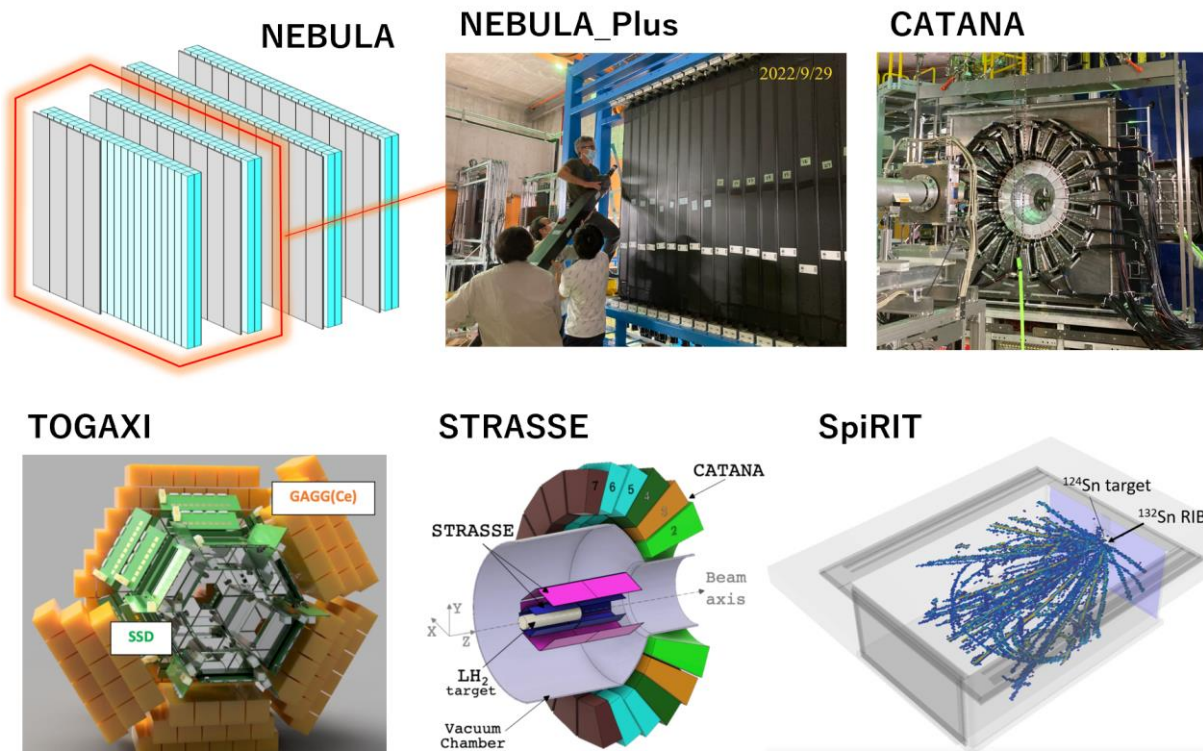 NEBULA
NEBULA_Plus
CATANA
2022/9/29
TOGAXI
STRASSE
SpiRIT
GAGG(Ce)
SSD
CATANA
STRASSE
7
6
5
4
3
2
Beam
axis
Y
X
Z
LH₂
target
Vacuum
Chamber
¹²⁴Sn target
¹³²Sn RIB